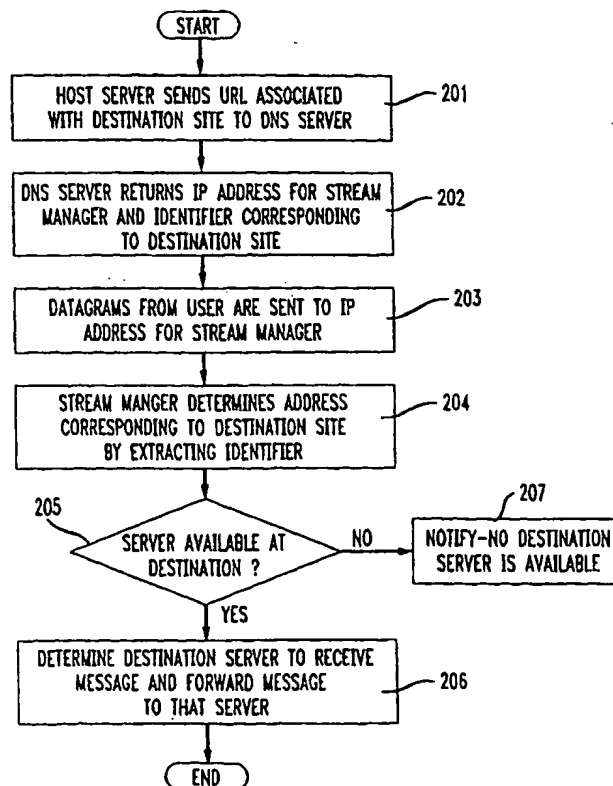 START
HOST SERVER SENDS URL ASSOCIATED
WITH DESTINATION SITE TO DNS SERVER
201
DNS SERVER RETURNS IP ADDRESS FOR STREAM
MANAGER AND IDENTIFIER CORRESPONDING
TO DESTINATION SITE
202
DATAGRAMS FROM USER ARE SENT TO IP
ADDRESS FOR STREAM MANAGER
203
STREAM MANGER DETERMINES ADDRESS
CORRESPONDING TO DESTINATION SITE
BY EXTRACTING IDENTIFIER
204
205
SERVER AVAILABLE AT
DESTINATION ?
NO
207
NOTIFY-NO DESTINATION
SERVER IS AVAILABLE
YES
DETERMINE DESTINATION SERVER TO RECEIVE
MESSAGE AND FORWARD MESSAGE
TO THAT SERVER
206
END